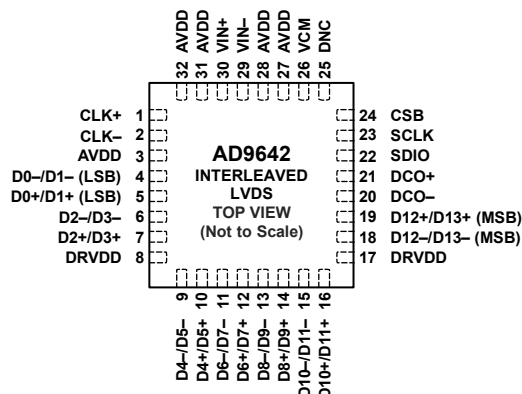 32 AVDD
31 AVDD
30 VIN+
29 VIN–
28 AVDD
27 AVDD
26 VCM
25 DNC
CLK+ 1
CLK– 2
AVDD 3
D0–/D1– (LSB) 4
D0+/D1+ (LSB) 5
D2–/D3– 6
D2+/D3+ 7
DRVDD 8
AD9642
INTERLEAVED
LVDS
TOP VIEW
(Not to Scale)
24 CSB
23 SCLK
22 SDIO
21 DCO+
20 DCO–
19 D12+/D13+ (MSB)
18 D12–/D13– (MSB)
17 DRVDD
D4–/D5– 9
D4+/D5+ 10
D6–/D7– 11
D6+/D7+ 12
D8–/D9– 13
D8+/D9+ 14
D10–/D11– 15
D10+/D11+ 16